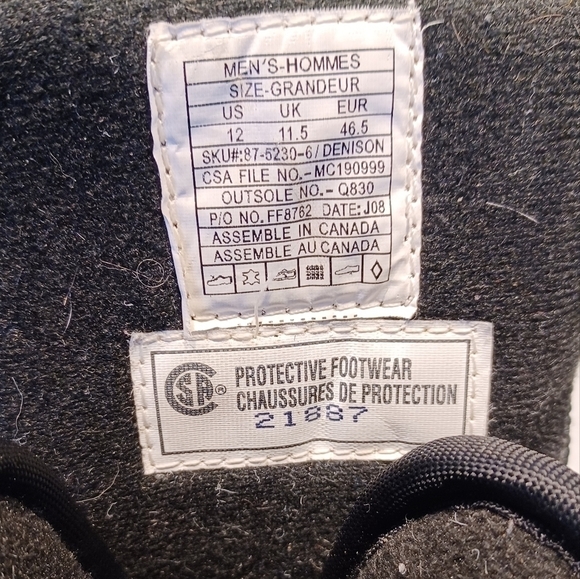 MEN'S-HOMMES
SIZE-GRANDEUR
US UK EUR
12 11.5 46.5
SKU#:87-5230-6/DENISON
CSA FILE NO.-MC190999
OUTSOLE NO.-Q830
P/O NO.FF8762 DATE:J08
ASSEMBLE IN CANADA
ASSEMBLE AU CANADA
CSA®
PROTECTIVE FOOTWEAR
CHAUSSURES DE PROTECTION
21887